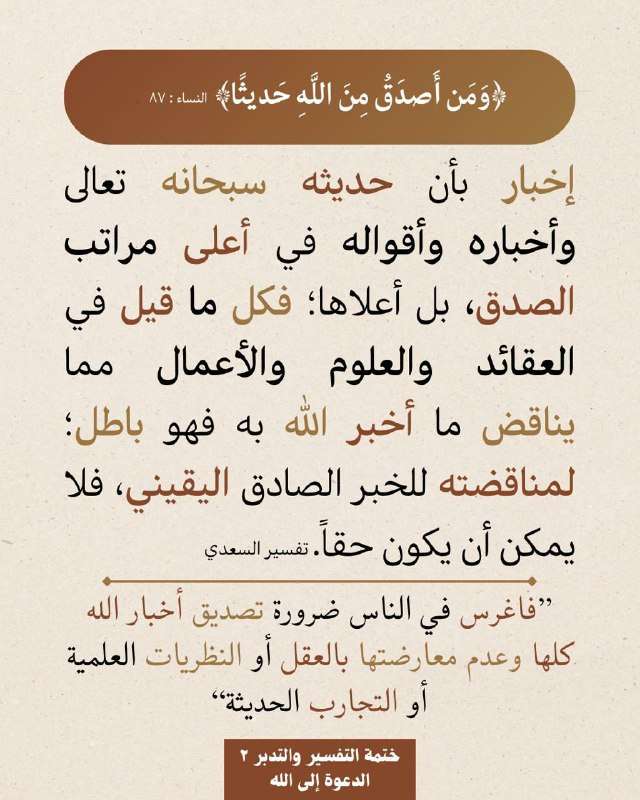 ﴿وَمَن أَصدَقُ مِنَ اللَّهِ حَديثًا﴾ النساء : ٨٧
إخبار بأن حديثه سبحانه تعالى
وأخباره وأقواله في أعلى مراتب
الصدق، بل أعلاها؛ فكل ما قيل في
العقائد والعلوم والأعمال مما
يناقض ما أخبر الله به فهو باطل؛
لمناقضته للخبر الصادق اليقيني، فلا
يمكن أن يكون حقاً. تفسير السعدي
”فاغرس في الناس ضرورة تصديق أخبار الله
كلها وعدم معارضتها بالعقل أو النظريات العلمية
أو التجارب الحديثة“
ختمة التفسير والتدبر ٢
الدعوة إلى الله